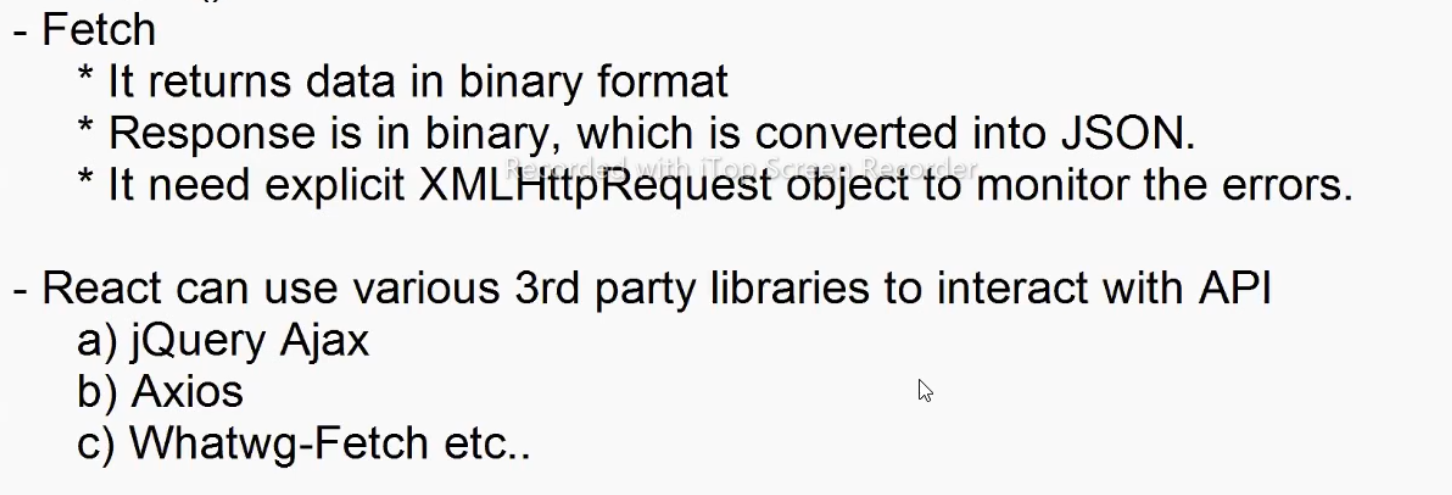 - Fetch
* It returns data in binary format
* Response is in binary, which is converted into JSON.
Recorded with iTop Screen Recorder
* It need explicit XMLHttpRequest object to monitor the errors.
- React can use various 3rd party libraries to interact with API
a) jQuery Ajax
b) Axios
c) Whatwg-Fetch etc..